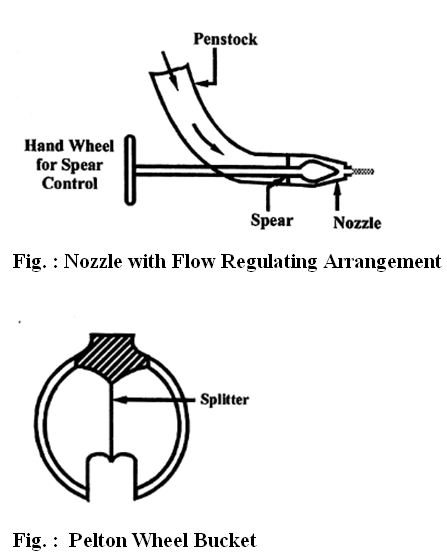 Penstock
Hand Wheel
for Spear
Control
Spear
Nozzle
Fig. : Nozzle with Flow Regulating Arrangement
Splitter
Fig. : Pelton Wheel Bucket